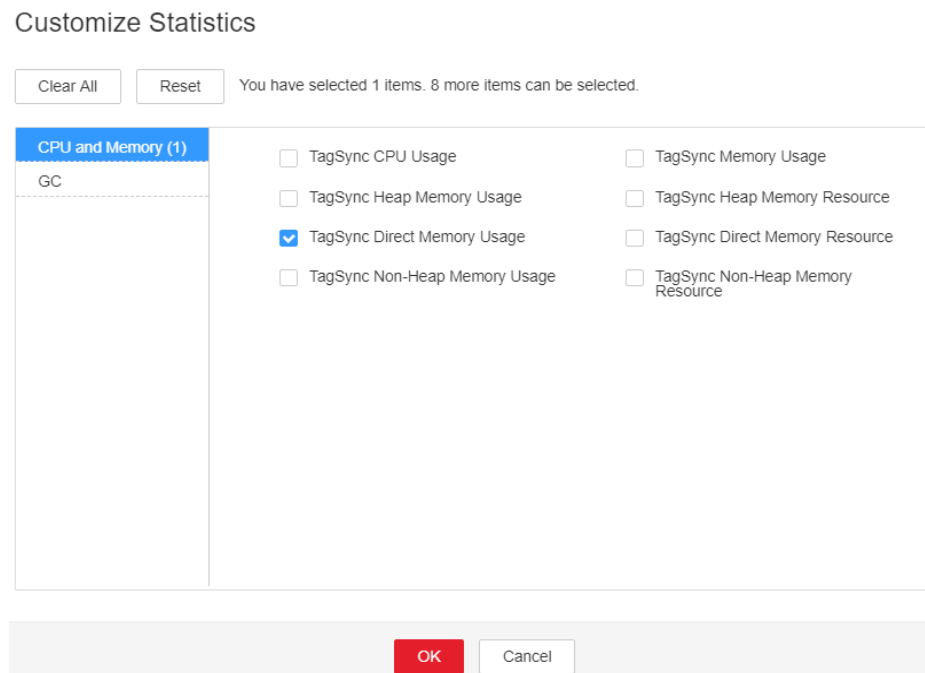 Customize Statistics
Clear All
Reset
You have selected 1 items. 8 more items can be selected.
CPU and Memory (1)
GC
TagSync CPU Usage
TagSync Memory Usage
TagSync Heap Memory Usage
TagSync Heap Memory Resource
TagSync Direct Memory Usage
TagSync Direct Memory Resource
TagSync Non-Heap Memory Usage
TagSync Non-Heap Memory
Resource
OK
Cancel